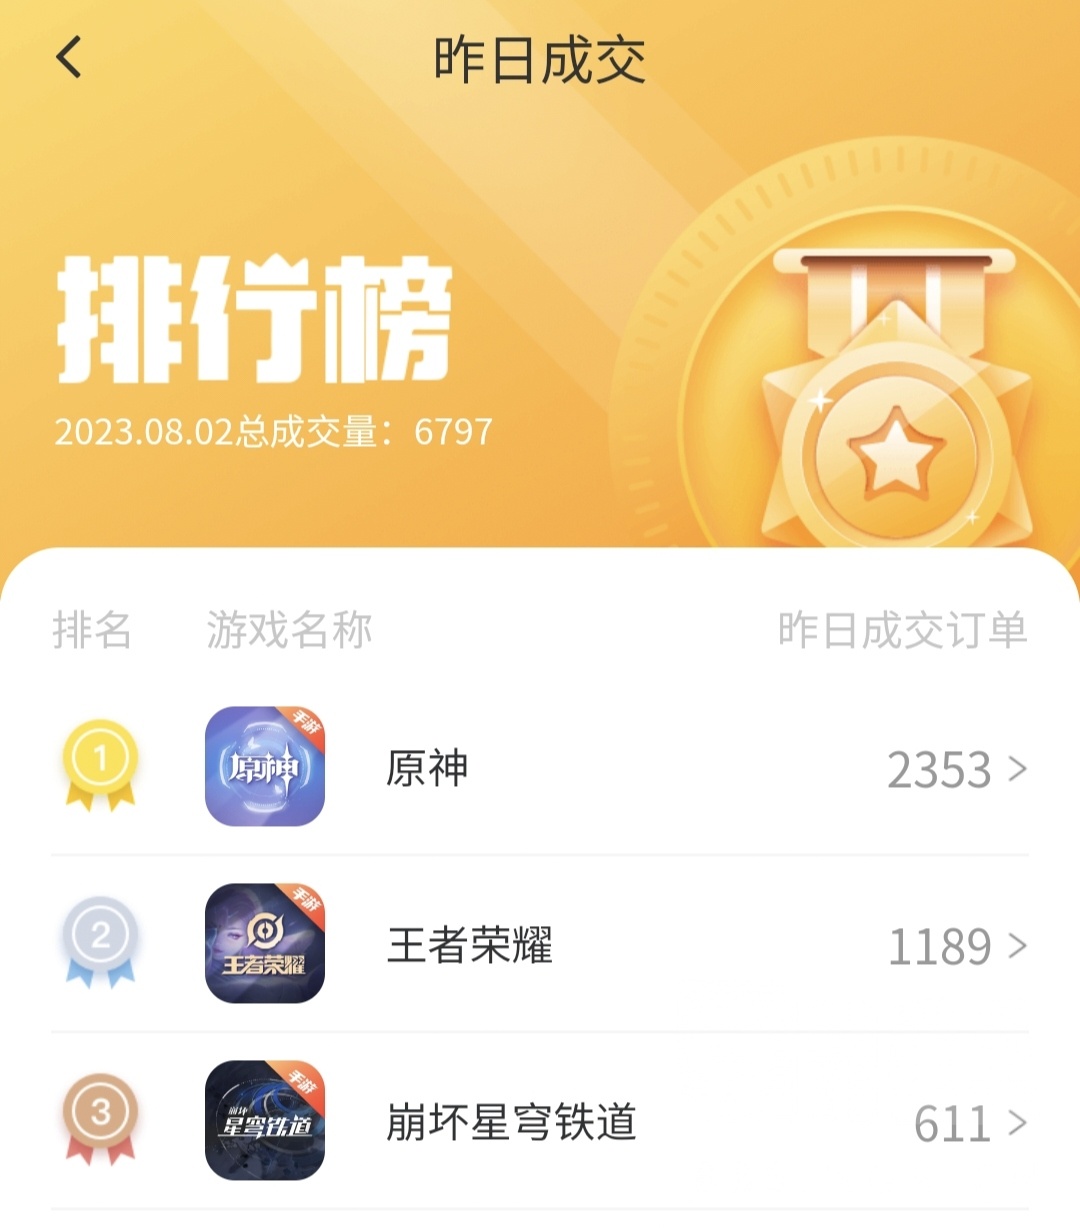 昨日成交
排行榜
2023.08.02总成交量：6797
排名 游戏名称 昨日成交订单
1 手游 原神 原神 2353 >
2 手游 王者荣耀 王者荣耀 1189 >
3 手游 崩坏 星穹铁道 崩坏星穹铁道 611 >